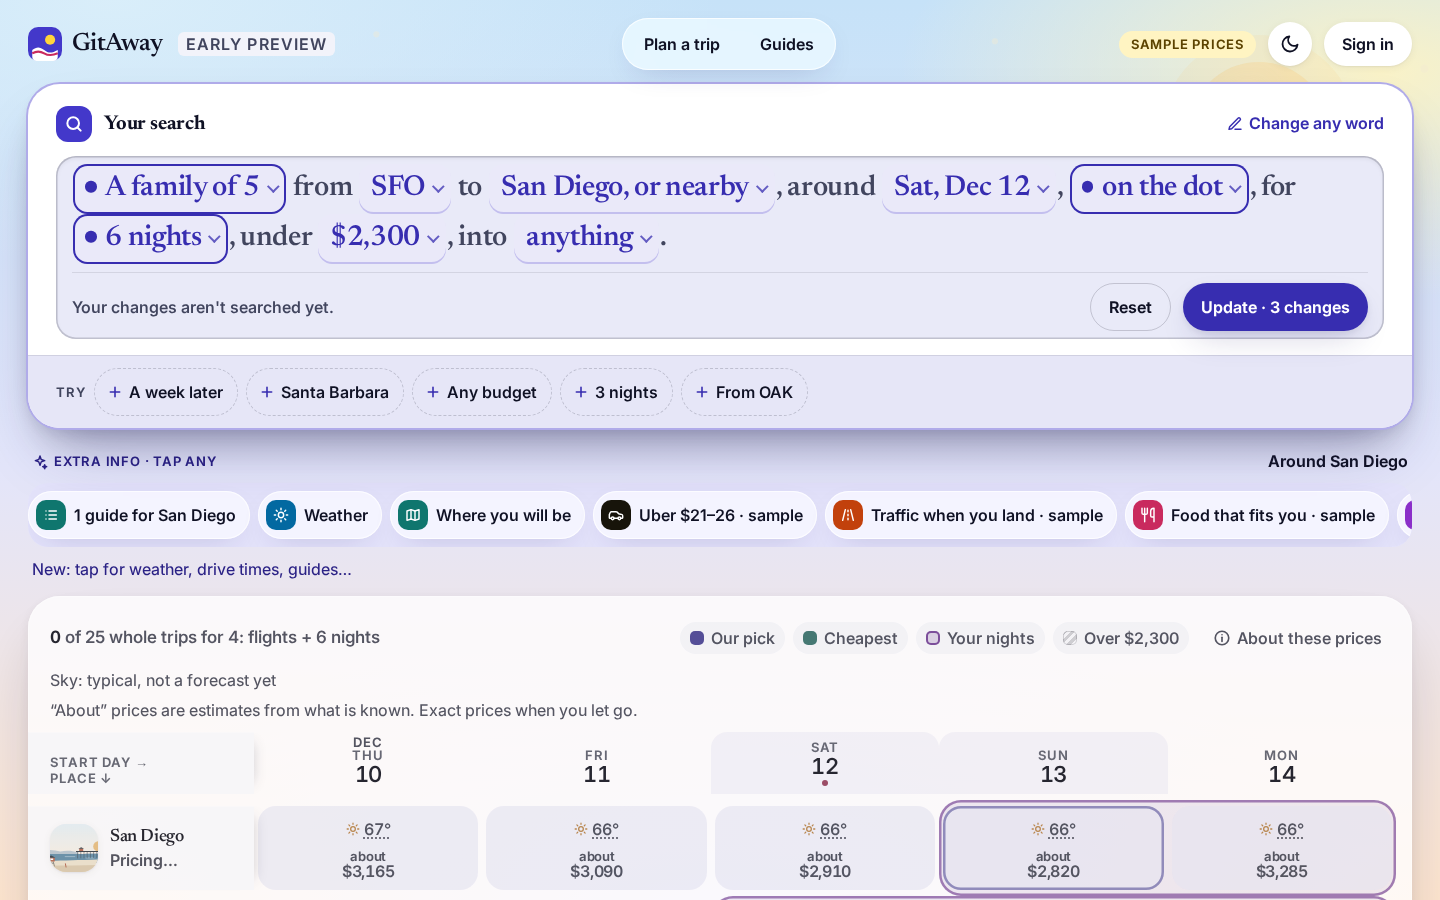 GitAway
EARLY PREVIEW
Plan a trip
Guides
SAMPLE PRICES
Sign in
Your search
Change any word
A family of 5 from SFO to San Diego, or nearby , around Sat, Dec 12 , on the dot , for
6 nights , under $2,300 , into anything .
Your changes aren't searched yet.
Reset
Update · 3 changes
TRY
A week later
Santa Barbara
Any budget
3 nights
From OAK
EXTRA INFO · TAP ANY
Around San Diego
1 guide for San Diego
Weather
Where you will be
Uber $21–26 · sample
Traffic when you land · sample
Food that fits you · sample
New: tap for weather, drive times, guides…
0 of 25 whole trips for 4: flights + 6 nights
Our pick
Cheapest
Your nights
Over $2,300
About these prices
Sky: typical, not a forecast yet
“About” prices are estimates from what is known. Exact prices when you let go.
START DAY →
PLACE ↓
DEC
THU
10
FRI
11
SAT
12
SUN
13
MON
14
San Diego
Pricing…
67°
about
$3,165
66°
about
$3,090
66°
about
$2,910
66°
about
$2,820
66°
about
$3,285